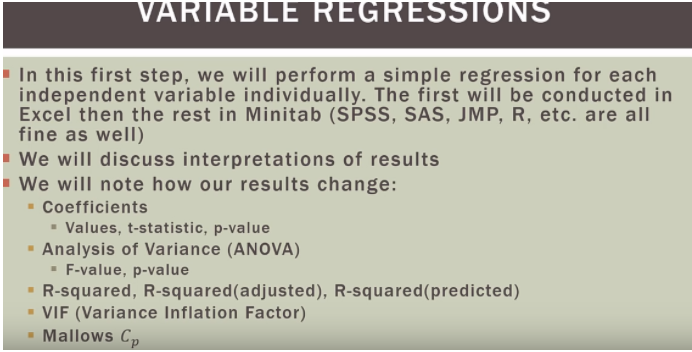 VARIABLE REGRESSIONS
In this first step, we will perform a simple regression for each
independent variable individually. The first will be conducted in
Excel then the rest in Minitab (SPSS, SAS, JMP, R, etc. are all
fine as well)
We will discuss interpretations of results
We will note how our results change:
Coefficients
Values, t-statistic, p-value
Analysis of Variance (ANOVA)
F-value, p-value
R-squared, R-squared(adjusted), R-squared(predicted)
VIF (Variance Inflation Factor)
Mallows Cₚ